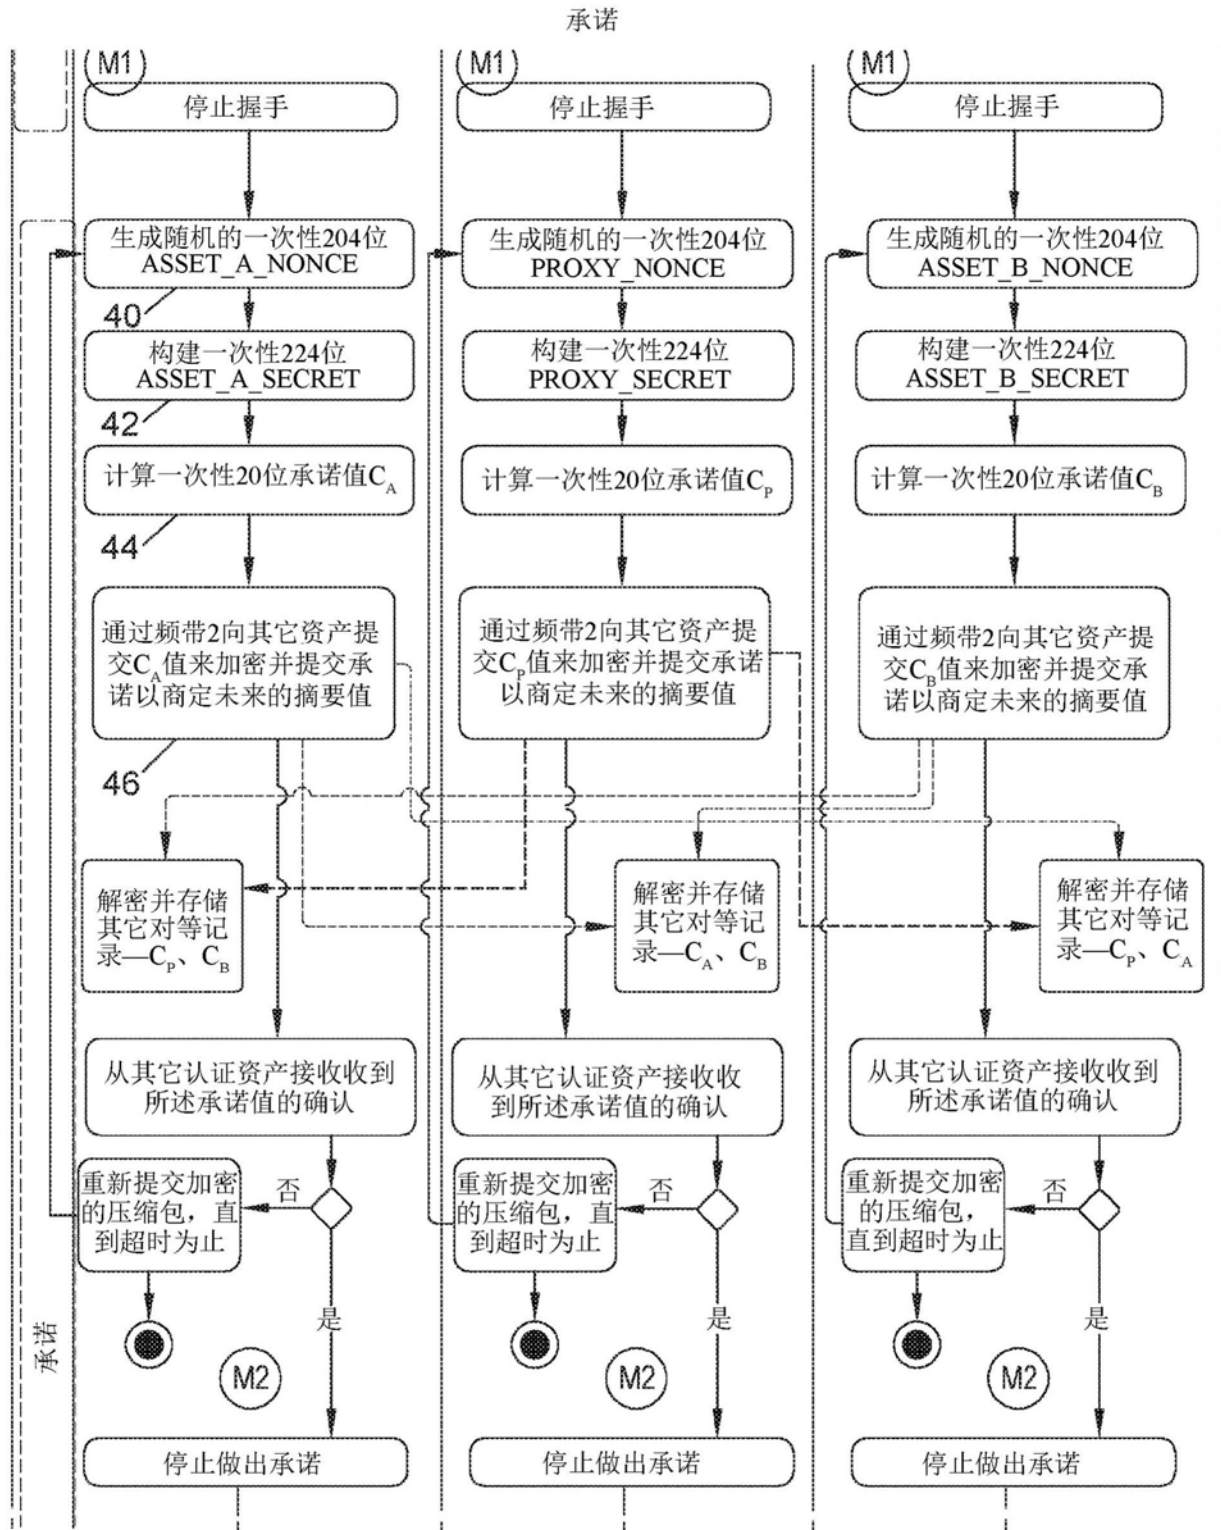 承诺
M1
停止握手
生成随机的一次性204位
ASSET_A_NONCE
40
构建一次性224位
ASSET_A_SECRET
42
计算一次性20位承诺值C_A
44
通过频带2向其它资产提
交C_A值来加密并提交承
诺以商定未来的摘要值
46
解密并存储
其它对等记
录—C_P、C_B
从其它认证资产接收收到
所述承诺值的确认
重新提交加密
的压缩包，直
到超时为止
否
是
M2
停止做出承诺
M1
停止握手
生成随机的一次性204位
PROXY_NONCE
构建一次性224位
PROXY_SECRET
计算一次性20位承诺值C_P
通过频带2向其它资产提
交C_P值来加密并提交承诺
以商定未来的摘要值
解密并存储
其它对等记
录—C_A、C_B
从其它认证资产接收收
到所述承诺值的确认
重新提交加密
的压缩包，直
到超时为止
否
是
M2
停止做出承诺
M1
停止握手
生成随机的一次性204位
ASSET_B_NONCE
构建一次性224位
ASSET_B_SECRET
计算一次性20位承诺值C_B
通过频带2向其它资产提
交C_B值来加密并提交承
诺以商定未来的摘要值
解密并存储
其它对等记
录—C_P、C_A
从其它认证资产接收收到
所述承诺值的确认
重新提交加密
的压缩包，
直到超时为止
否
是
M2
停止做出承诺
承诺